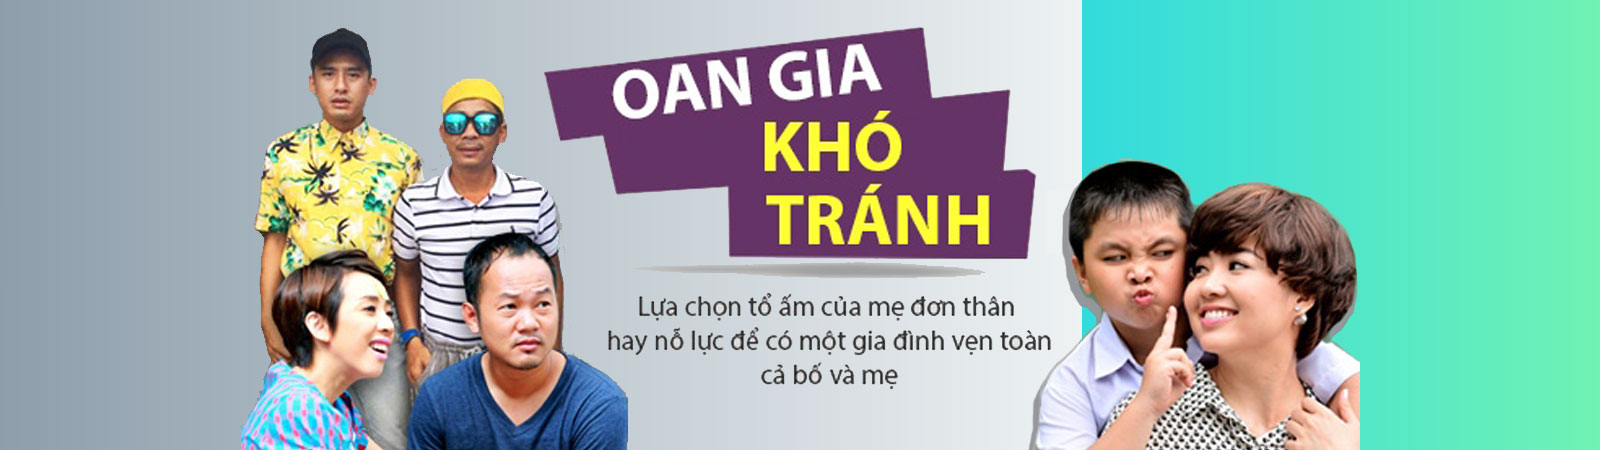 OAN GIA
KHÓ
TRÁNH
Lựa chọn tổ ấm của mẹ đơn thân
hay nỗ lực để có một gia đình vẹn toàn
cả bố và mẹ